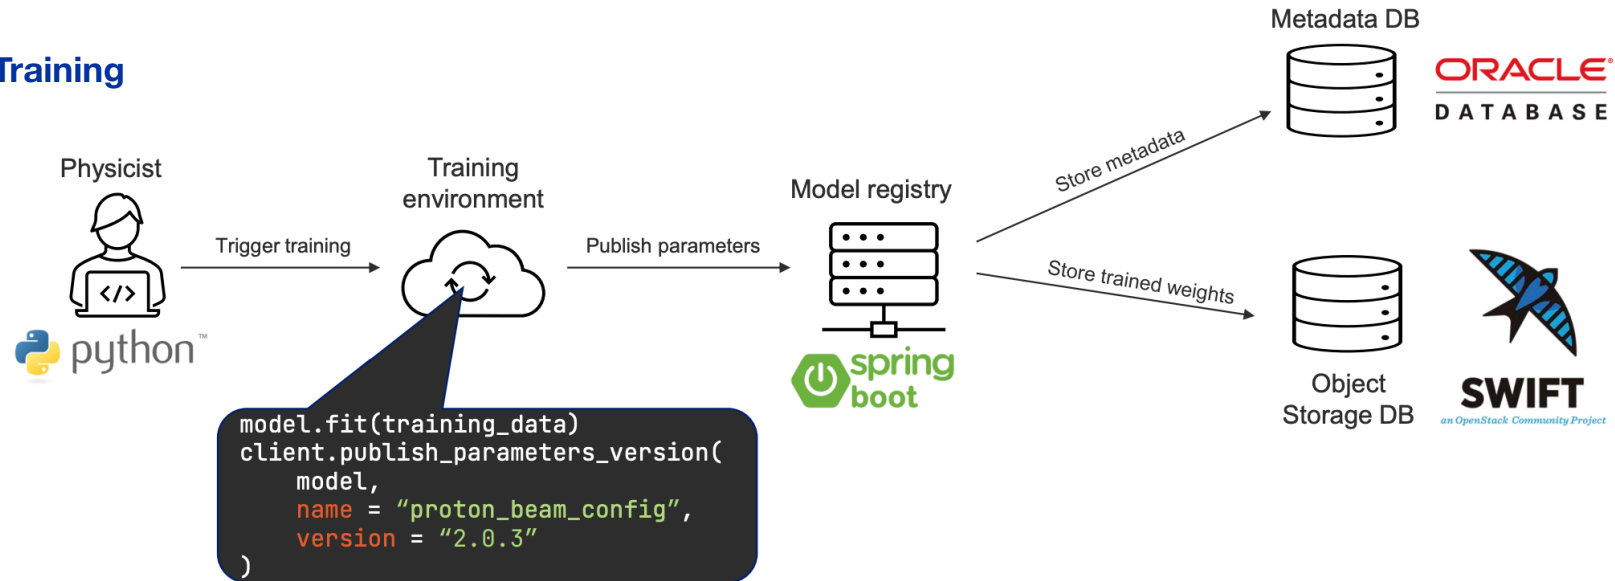 Training
Physicist
python™
Trigger training
Training
environment
Publish parameters
Model registry
spring
boot
Store metadata
Store trained weights
Metadata DB
ORACLE®
DATABASE
Object
Storage DB
SWIFT
an OpenStack Community Project
</>
model.fit(training_data)
client.publish_parameters_version(
    model,
    name = “proton_beam_config”,
    version = “2.0.3”
)